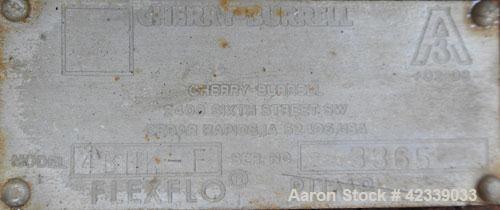 CHERRY-BURRELL
A3
CHERRY-BURRELL
2400 SIXTH STREET SW
CEDAR RAPIDS, IA 52406, USA
MODEL SER. NO 3365
FLEXFLO®
Aaron Stock # 42339033